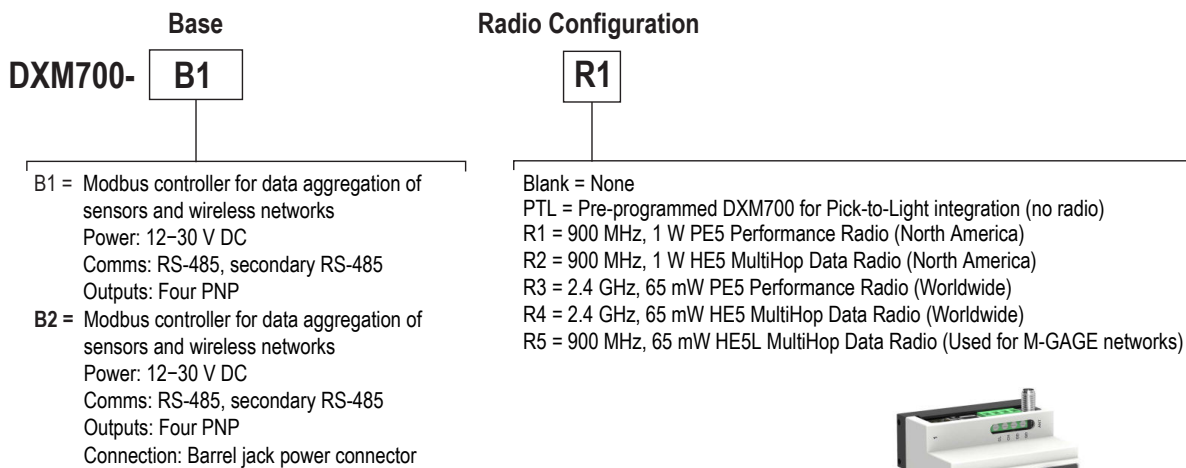 Base
Radio Configuration
DXM700- B1
R1
B1 = Modbus controller for data aggregation of
sensors and wireless networks
Power: 12−30 V DC
Comms: RS-485, secondary RS-485
Outputs: Four PNP
B2 = Modbus controller for data aggregation of
sensors and wireless networks
Power: 12−30 V DC
Comms: RS-485, secondary RS-485
Outputs: Four PNP
Connection: Barrel jack power connector
Blank = None
PTL = Pre-programmed DXM700 for Pick-to-Light integration (no radio)
R1 = 900 MHz, 1 W PE5 Performance Radio (North America)
R2 = 900 MHz, 1 W HE5 MultiHop Data Radio (North America)
R3 = 2.4 GHz, 65 mW PE5 Performance Radio (Worldwide)
R4 = 2.4 GHz, 65 mW HE5 MultiHop Data Radio (Worldwide)
R5 = 900 MHz, 65 mW HE5L MultiHop Data Radio (Used for M-GAGE networks)